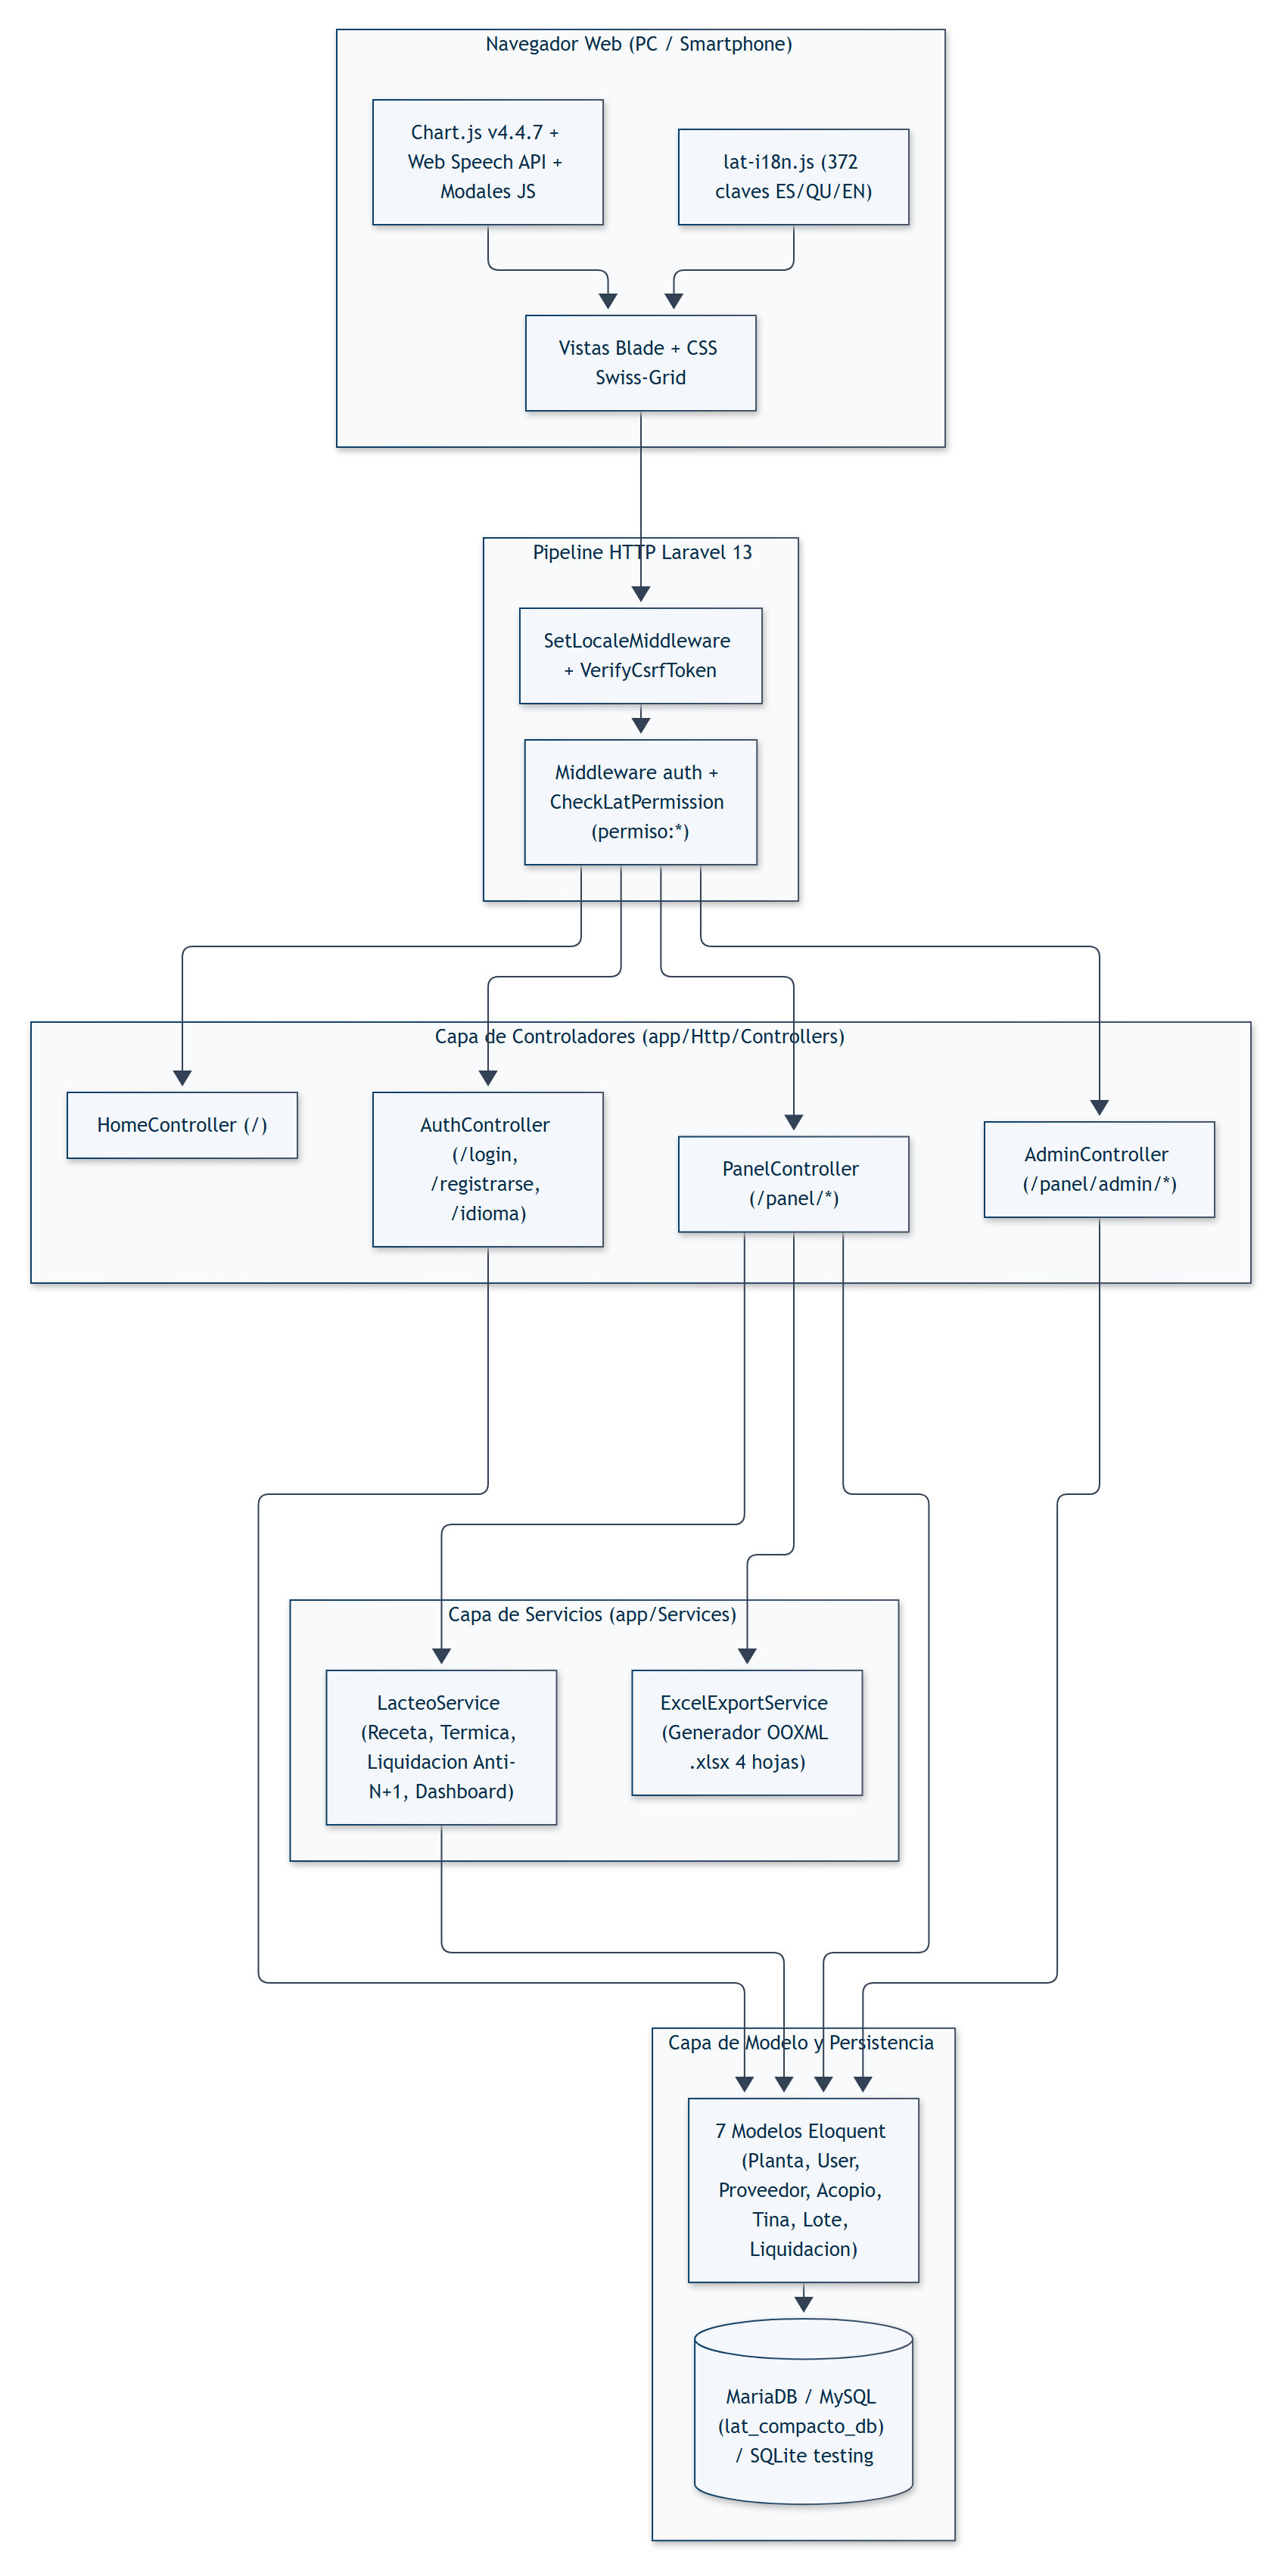 Navegador Web (PC / Smartphone)
Chart.js v4.4.7 +
Web Speech API +
Modales JS
lat-i18n.js (372
claves ES/QU/EN)
Vistas Blade + CSS
Swiss-Grid
Pipeline HTTP Laravel 13
SetLocaleMiddleware
+ VerifyCsrfToken
Middleware auth +
CheckLatPermission
(permiso:*)
Capa de Controladores (app/Http/Controllers)
HomeController (/)
AuthController
(/login,
/registrarse,
/idioma)
PanelController
(/panel/*)
AdminController
(/panel/admin/*)
Capa de Servicios (app/Services)
LacteoService
(Receta, Termica,
Liquidacion Anti-
N+1, Dashboard)
ExcelExportService
(Generador OOXML
.xlsx 4 hojas)
Capa de Modelo y Persistencia
7 Modelos Eloquent
(Planta, User,
Proveedor, Acopio,
Tina, Lote,
Liquidacion)
MariaDB / MySQL
(lat_compacto_db)
/ SQLite testing